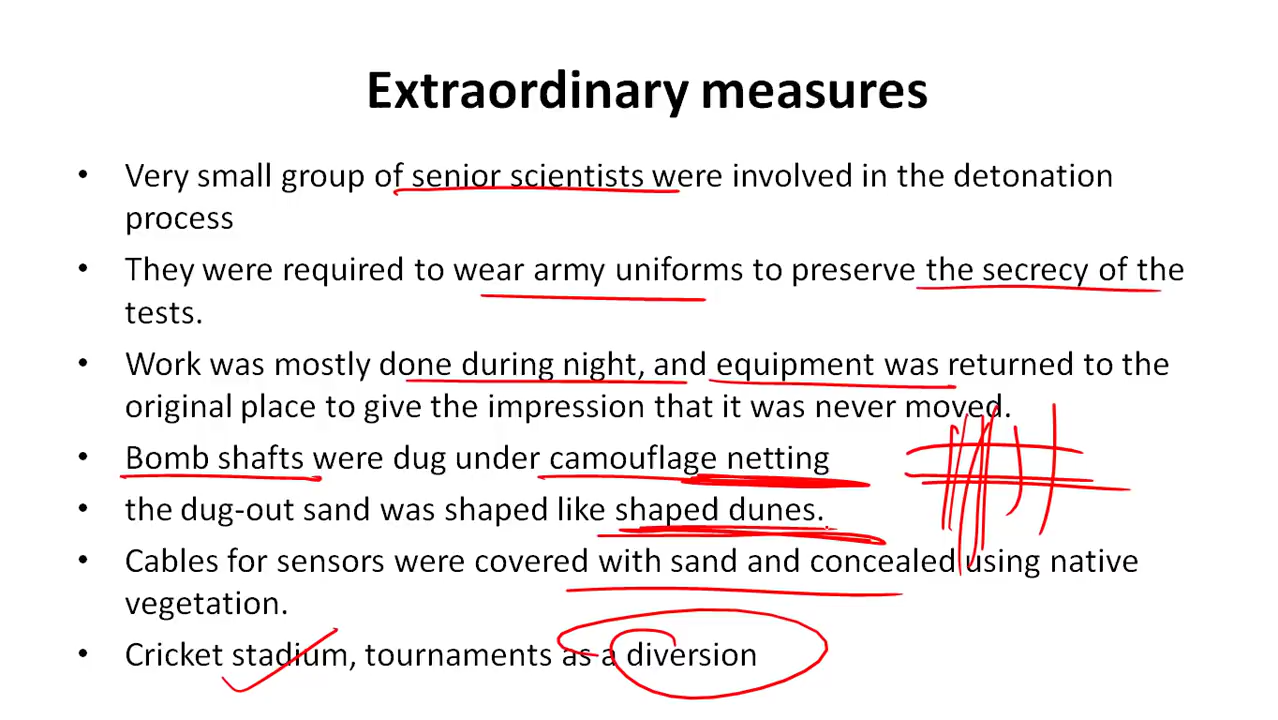 Extraordinary measures
• Very small group of senior scientists were involved in the detonation
process
• They were required to wear army uniforms to preserve the secrecy of the
tests.
• Work was mostly done during night, and equipment was returned to the
original place to give the impression that it was never moved.
• Bomb shafts were dug under camouflage netting
• the dug-out sand was shaped like shaped dunes.
• Cables for sensors were covered with sand and concealed using native
vegetation.
• Cricket stadium, tournaments as a diversion